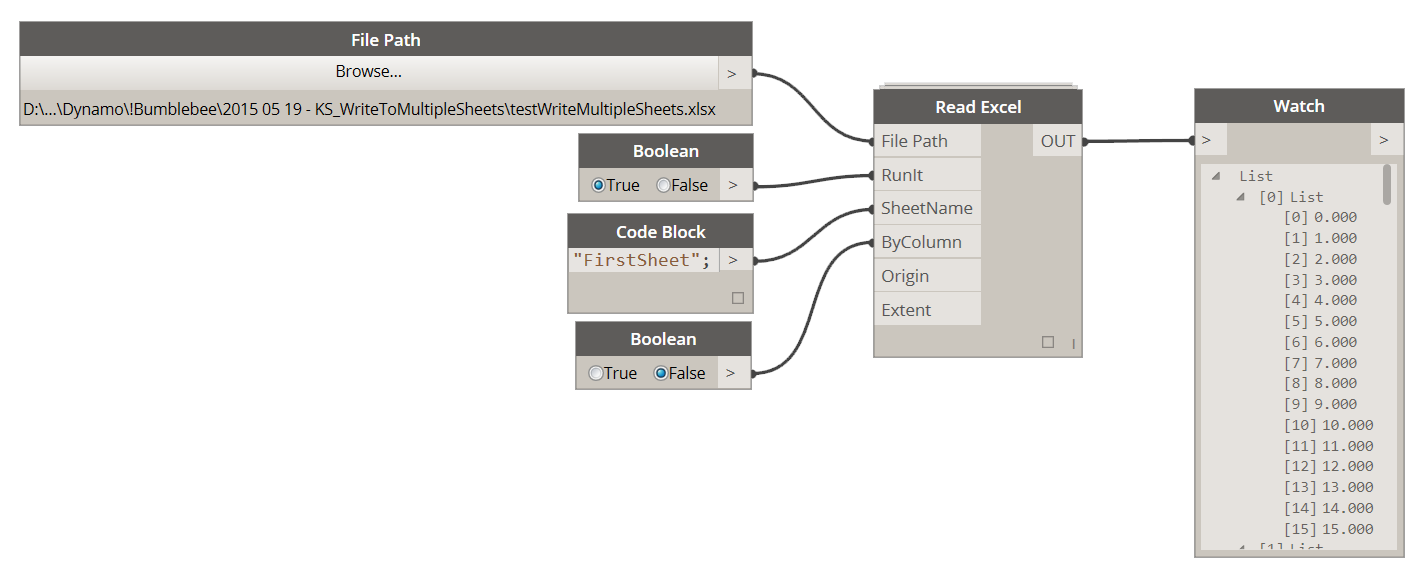 File Path
Browse...
>
D:\...\Dynamo\!Bumblebee\2015 05 19 - KS_WriteToMultipleSheets\testWriteMultipleSheets.xlsx
Boolean
True False >
Code Block
"FirstSheet"; >
Boolean
True False >
Read Excel
File Path OUT
RunIt
SheetName
ByColumn
Origin
Extent
Watch
> >
List
[0] List
[0] 0.000
[1] 1.000
[2] 2.000
[3] 3.000
[4] 4.000
[5] 5.000
[6] 6.000
[7] 7.000
[8] 8.000
[9] 9.000
[10] 10.000
[11] 11.000
[12] 12.000
[13] 13.000
[14] 14.000
[15] 15.000
[1] List